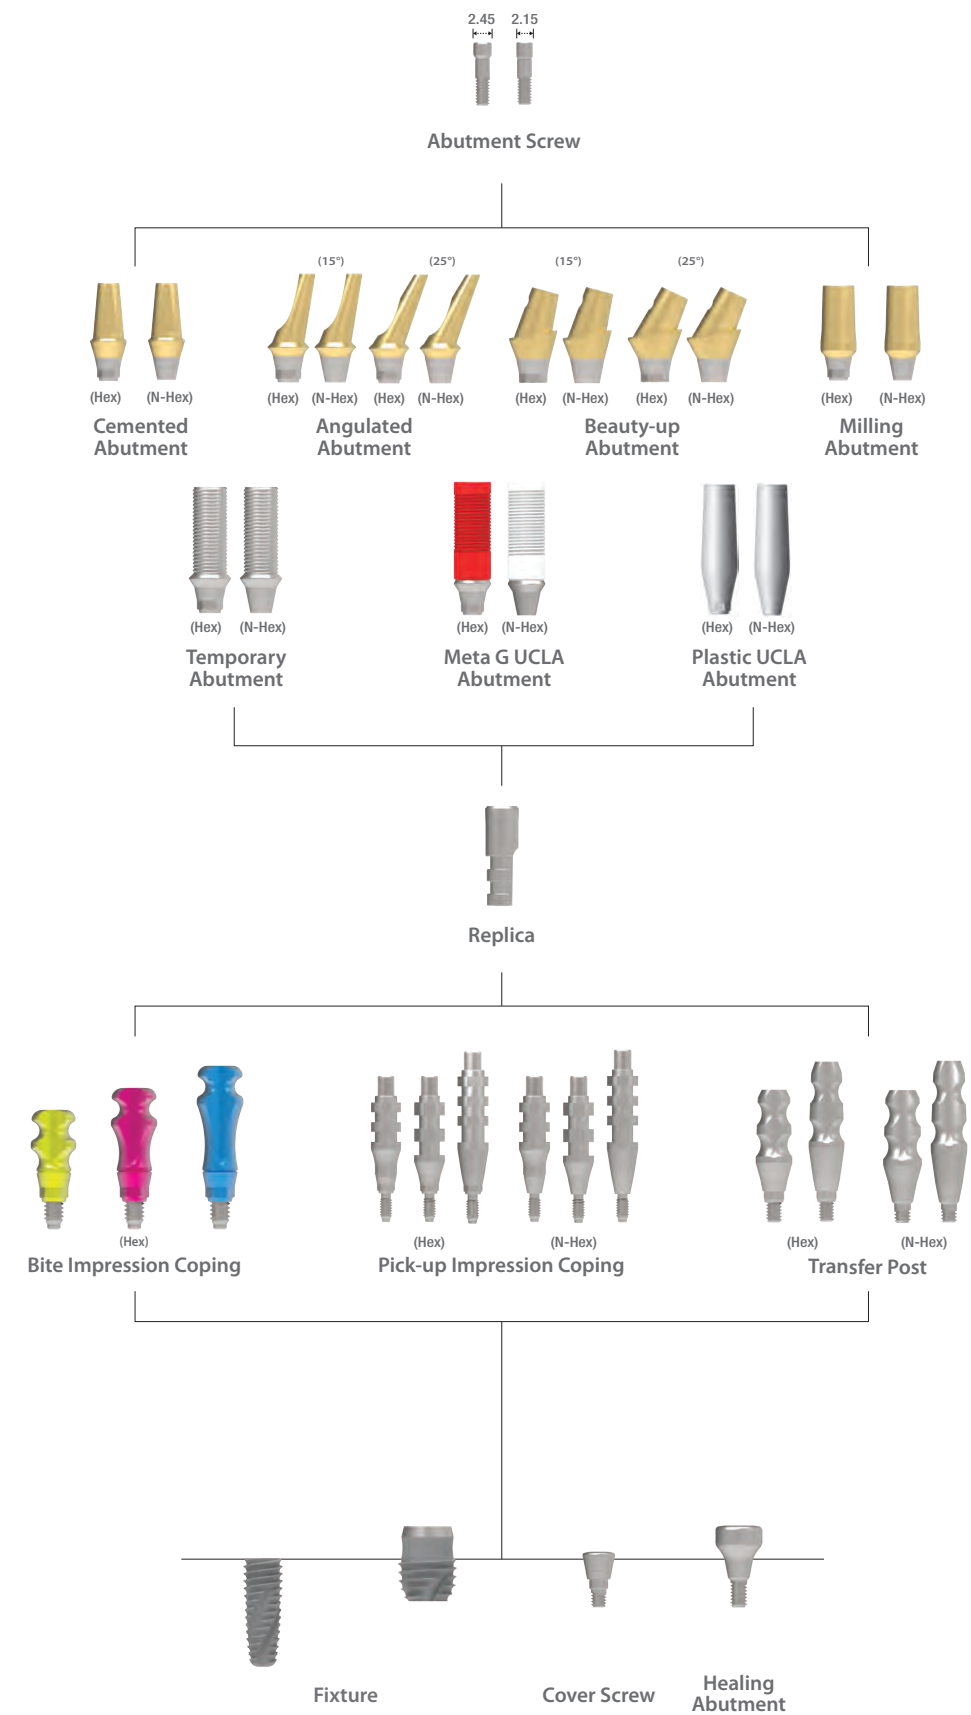 2.45 2.15
Abutment Screw
(15°) (25°) (15°) (25°)
(Hex) (N-Hex) (Hex) (N-Hex) (Hex) (N-Hex) (Hex) (N-Hex) (Hex) (N-Hex) (Hex) (N-Hex)
Cemented
Abutment
Angulated
Abutment
Beauty-up
Abutment
Milling
Abutment
(Hex) (N-Hex) (Hex) (N-Hex) (Hex) (N-Hex)
Temporary
Abutment
Meta G UCLA
Abutment
Plastic UCLA
Abutment
Replica
(Hex) (Hex) (N-Hex) (Hex) (N-Hex)
Bite Impression Coping
Pick-up Impression Coping
Transfer Post
Fixture
Cover Screw
Healing
Abutment